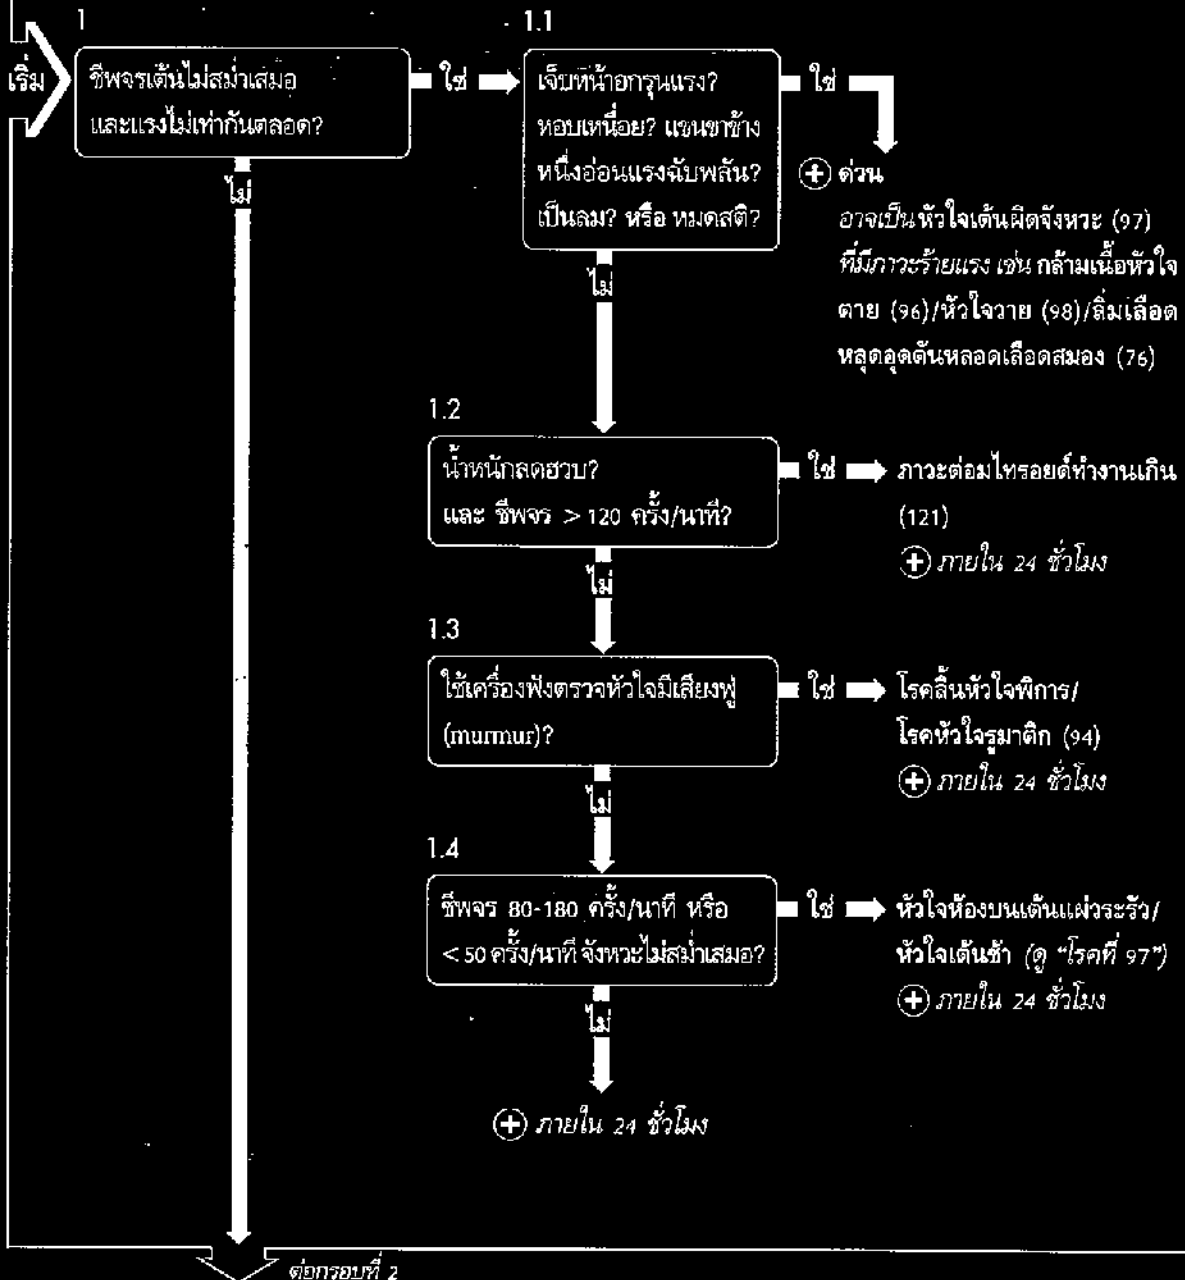 1
เริ่ม
ชีพจรเต้นไม่สม่ำเสมอ
และแรงไม่เท่ากันตลอด?
ใช่
ไม่
1.1
เจ็บที่น้าอกรุนแรง?
หอบเหนื่อย? แขนขาข้าง
หนึ่งอ่อนแรงฉับพลัน?
เป็นลม? หรือ หมดสติ?
ใช่
ด่วน
อาจเป็นหัวใจเต้นผิดจังหวะ (97)
ที่มีภาวะร้ายแรง เช่น กล้ามเนื้อหัวใจ
ตาย (96)/หัวใจวาย (98)/ลิ่มเลือด
หลุดอุดตันหลอดเลือดสมอง (76)
ไม่
1.2
น้ำหนักลดฮวบ?
และ ชีพจร > 120 ครั้ง/นาที?
ใช่
ภาวะต่อมไทรอยด์ทำงานเกิน
(121)
ภายใน 24 ชั่วโมง
ไม่
1.3
ใช้เครื่องฟังตรวจหัวใจมีเสียงฟู่
(murmur)?
ใช่
โรคลิ้นหัวใจพิการ/
โรคหัวใจรูมาติก (94)
ภายใน 24 ชั่วโมง
ไม่
1.4
ชีพจร 80-180 ครั้ง/นาที หรือ
< 50 ครั้ง/นาที จังหวะไม่สม่ำเสมอ?
ใช่
หัวใจห้องบนเต้นแผ่วระรัว/
หัวใจเต้นช้า (ดู "โรคที่ 97")
ภายใน 24 ชั่วโมง
ไม่
ภายใน 24 ชั่วโมง
ต่อกรอบที่ 2